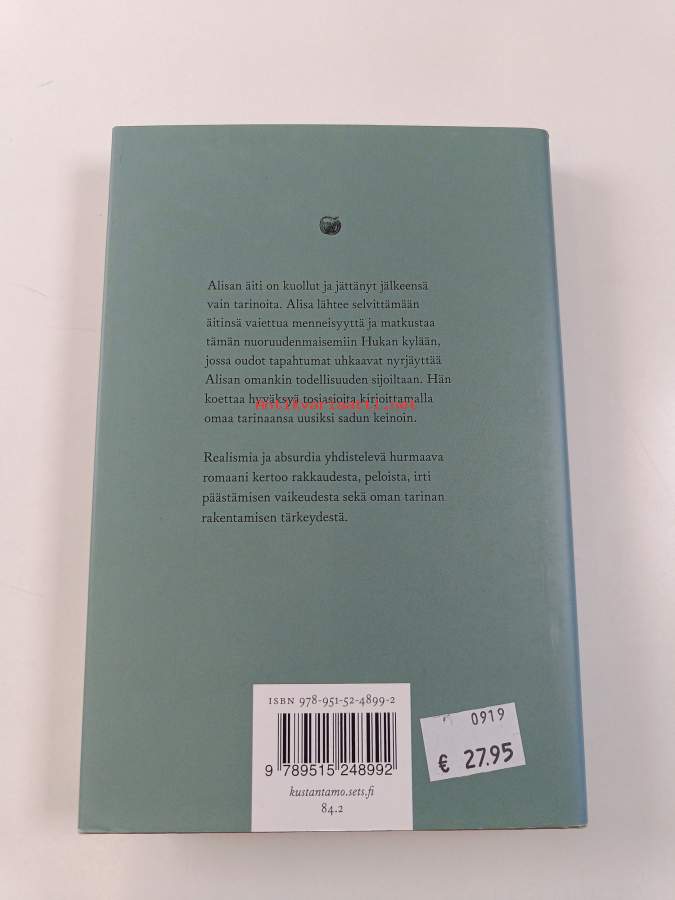 Alisan äiti on kuollut ja jättänyt jälkeensä
vain tarinoita. Alisa lähtee selvittämään
äitinsä vaiettua menneisyyttä ja matkustaa
tämän nuoruudenmaisemiin Hukan kylään,
jossa oudot tapahtumat uhkaavat nyrjäyttää
Alisan omankin todellisuuden sijoiltaan. Hän
koettaa hyväksyä tosiasioita kirjoittamalla
Antikvariaatti.net
omaa tarinaansa uusiksi sadun keinoin.
Realismia ja absurdia yhdistelevä hurmaava
romaani kertoo rakkaudesta, peloista, irti
päästämisen vaikeudesta sekä oman tarinan
rakentamisen tärkeydestä.
ISBN 978-951-52-4899-2
9 789515 248992
kustantamo.sets.fi
84.2
0919
€ 27.95